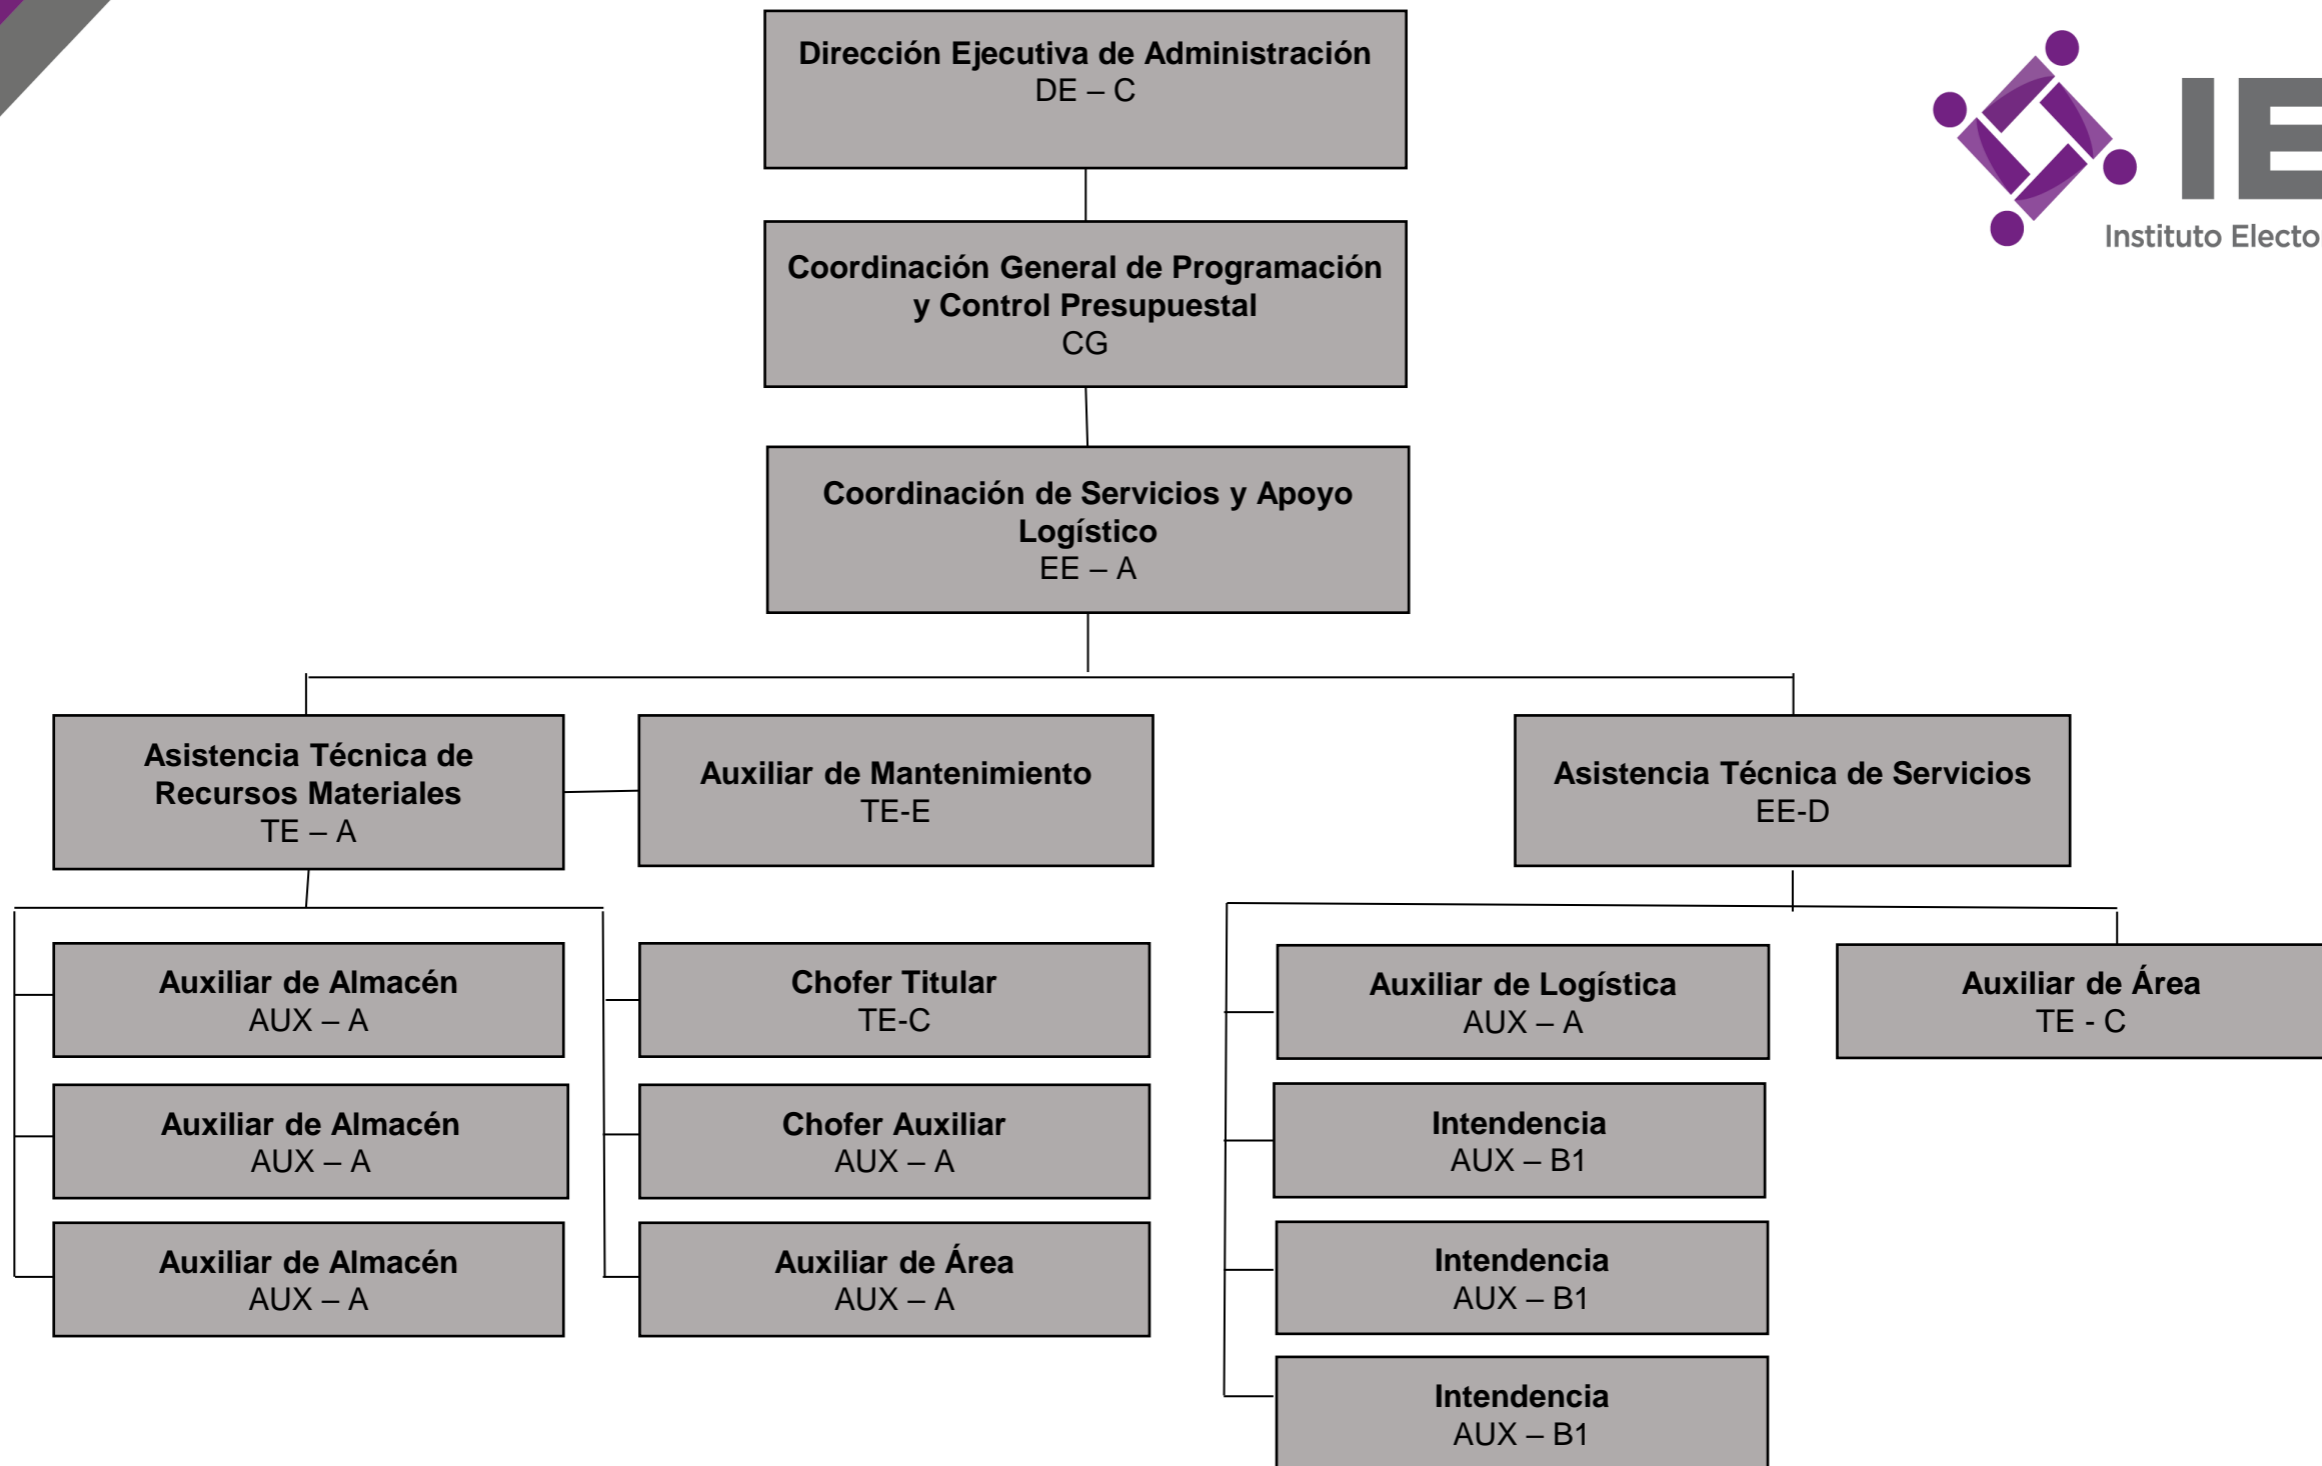 Dirección Ejecutiva de Administración
DE – C
IE
Instituto Electo
Coordinación General de Programación
y Control Presupuestal
CG
Coordinación de Servicios y Apoyo
Logístico
EE – A
Asistencia Técnica de
Recursos Materiales
TE – A
Auxiliar de Mantenimiento
TE-E
Asistencia Técnica de Servicios
EE-D
Auxiliar de Almacén
AUX – A
Chofer Titular
TE-C
Auxiliar de Logística
AUX – A
Auxiliar de Área
TE - C
Auxiliar de Almacén
AUX – A
Chofer Auxiliar
AUX – A
Intendencia
AUX – B1
Auxiliar de Almacén
AUX – A
Auxiliar de Área
AUX – A
Intendencia
AUX – B1
Intendencia
AUX – B1